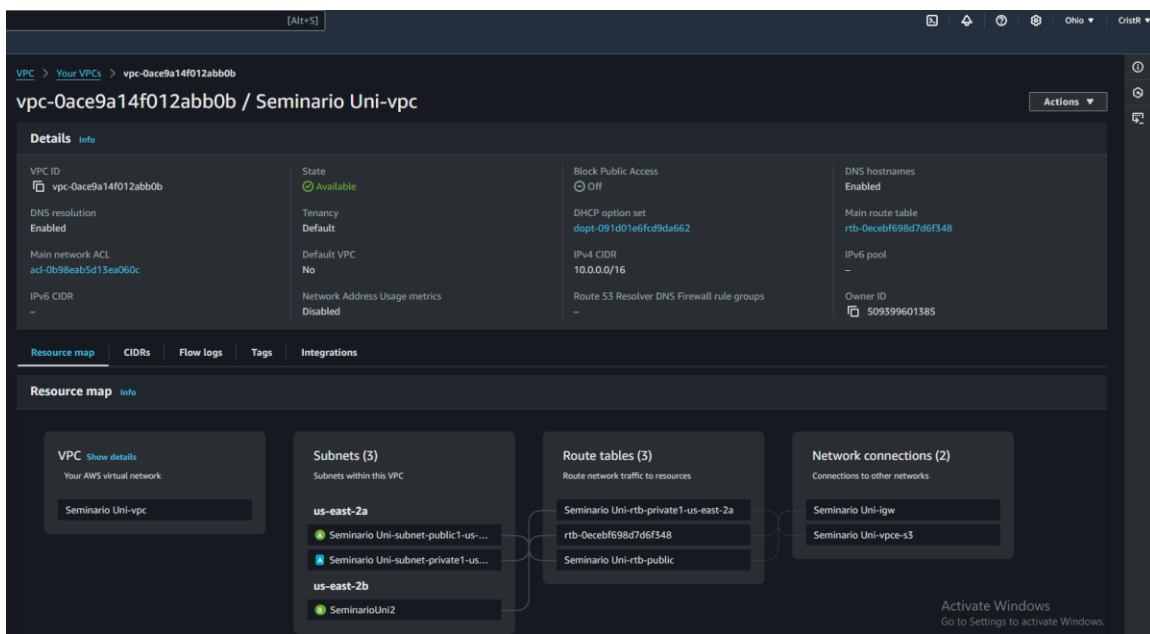 [Alt+S]
Ohio ▼
CristR ▼
VPC > Your VPCs > vpc-0ace9a14f012abb0b
vpc-0ace9a14f012abb0b / Seminario Uni-vpc
Actions ▼
Details Info
VPC ID
vpc-0ace9a14f012abb0b
State
Available
Block Public Access
Off
DNS hostnames
Enabled
DNS resolution
Enabled
Tenancy
Default
DHCP option set
dopt-091d01e6fcd9da662
Main route table
rtb-0ecebf698d7d6f348
Main network ACL
acl-0b98eab5d13ea060c
Default VPC
No
IPv4 CIDR
10.0.0.0/16
IPv6 pool
–
IPv6 CIDR
–
Network Address Usage metrics
Disabled
Route 53 Resolver DNS Firewall rule groups
–
Owner ID
509399601385
Resource map
CIDRs
Flow logs
Tags
Integrations
Resource map Info
VPC Show details
Your AWS virtual network
Seminario Uni-vpc
Subnets (3)
Subnets within this VPC
us-east-2a
A Seminario Uni-subnet-public1-us-...
A Seminario Uni-subnet-private1-us...
us-east-2b
B SeminarioUni2
Route tables (3)
Route network traffic to resources
Seminario Uni-rtb-private1-us-east-2a
rtb-0ecebf698d7d6f348
Seminario Uni-rtb-public
Network connections (2)
Connections to other networks
Seminario Uni-igw
Seminario Uni-vpce-s3
Activate Windows
Go to Settings to activate Windows.